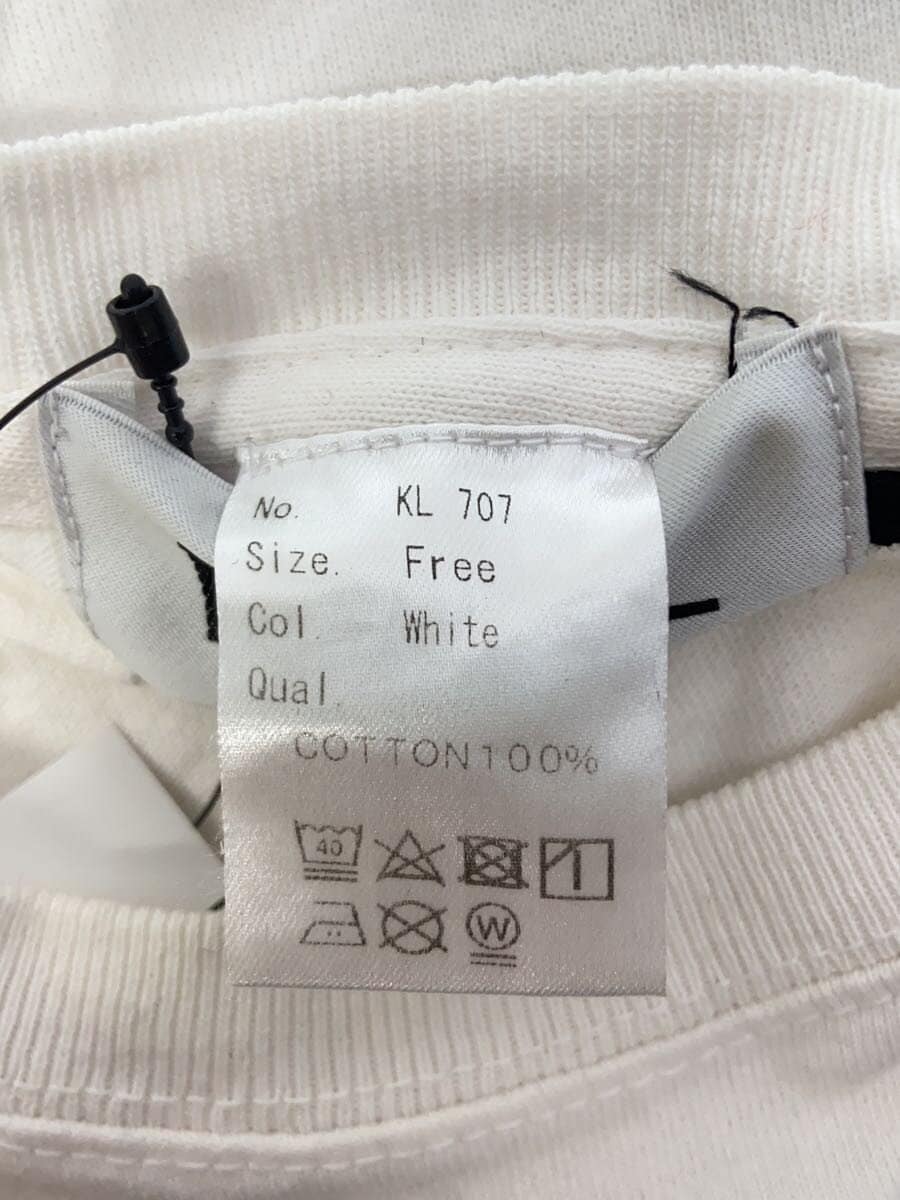 No. KL 707
Size. Free
Col. White
Qual.
COTTON100%
40
W